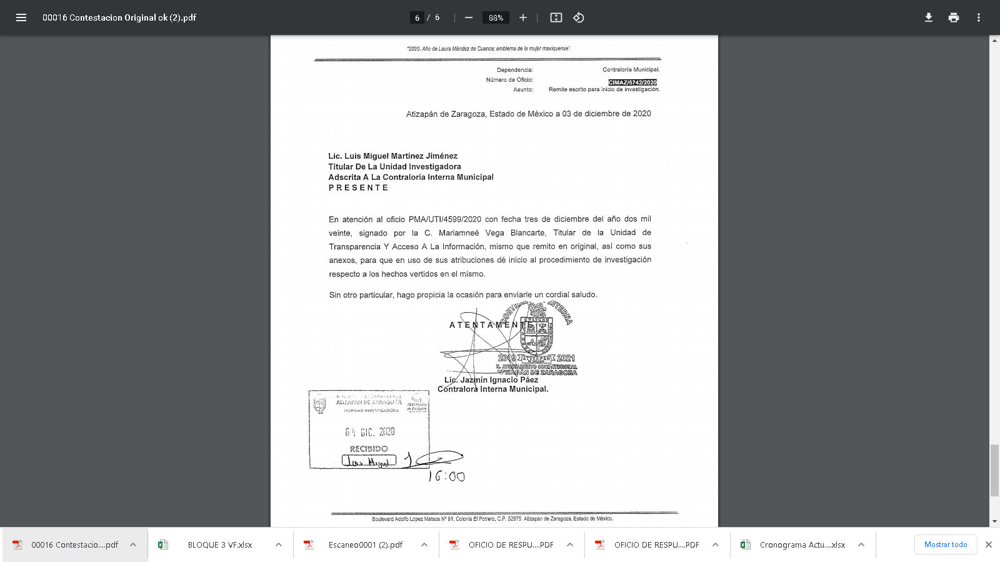 00016 Contestacion Original ok (2).pdf
6 / 6
88%
"2020. Año de Laura Méndez de Cuenca; emblema de la mujer mexiquense".
Dependencia: Contraloría Municipal.
Número de Oficio: CIMAZ/5742/2020
Asunto: Remite escrito para inicio de investigación.
Atizapán de Zaragoza, Estado de México a 03 de diciembre de 2020
Lic. Luis Miguel Martínez Jiménez
Titular De La Unidad Investigadora
Adscrita A La Contraloría Interna Municipal
P R E S E N T E
En atención al oficio PMA/UTI/4599/2020 con fecha tres de diciembre del año dos mil
veinte, signado por la C. Mariamneé Vega Blancarte, Titular de la Unidad de
Transparencia Y Acceso A La Información, mismo que remito en original, así como sus
anexos, para que en uso de sus atribuciones dé inicio al procedimiento de investigación
respecto a los hechos vertidos en el mismo.
Sin otro particular, hago propicia la ocasión para enviarle un cordial saludo.
INTERNA
A T E N T A M E N T E
2019 ATIZAPÁN 2021
DE ZARAGOZA
H. AYUNTAMIENTO CONSTITUCIONAL
ATIZAPÁN DE ZARAGOZA
Lic. Jazmín Ignacio Páez
Contralora Interna Municipal.
ATIZAPAN DE ZARAGOZA
INVESTIGADORA
Atizapán
de Zaragoza
DIC. 2020
RECIBIDO
Luis Miguel
16:00
Boulevard Adolfo López Mateos N° 91, Colonia El Potrero, C.P. 52975 Atizapán de Zaragoza, Estado de México.
00016 Contestacio....pdf
BLOQUE 3 VF.xlsx
Escaneo0001 (2).pdf
OFICIO DE RESPU....PDF
OFICIO DE RESPU....PDF
Cronograma Actu....xlsx
Mostrar todo